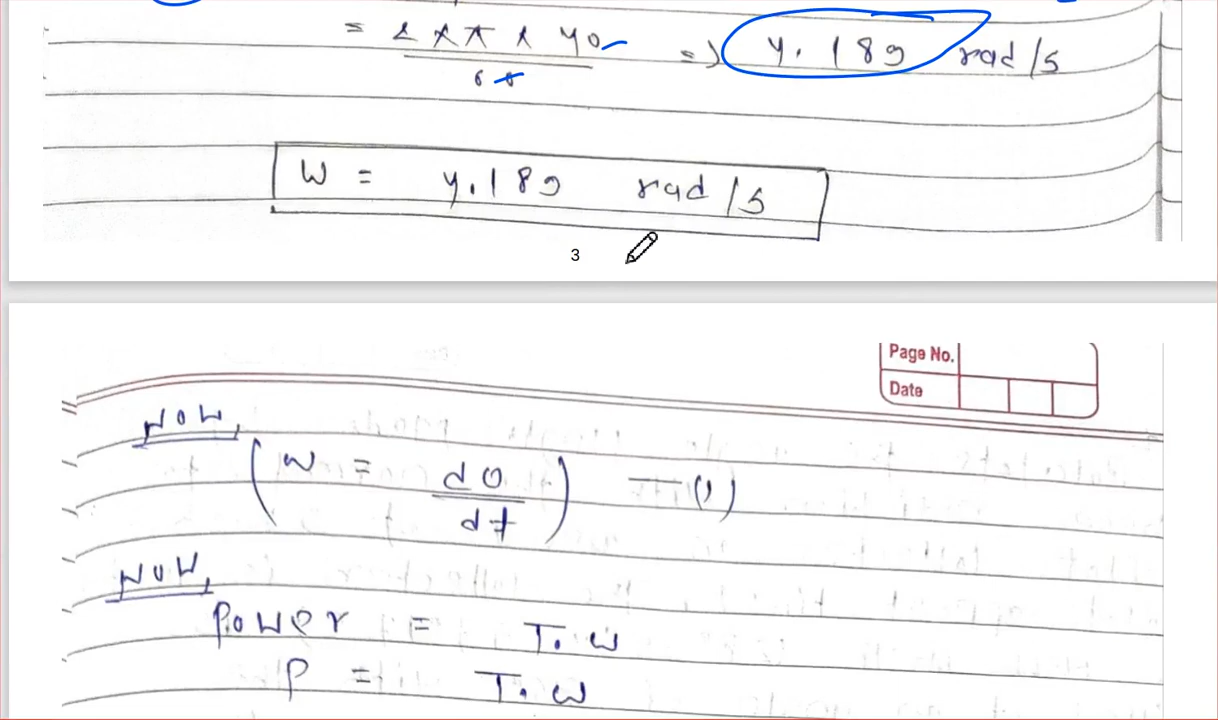 = 2 × π × 40
60
=) 4.189 rad/s
W = 4.189 rad/s
3
Page No.
Date
NOW,
(w = dθ
dt) —(1)
NOW,
Power = T. w
P = T. w